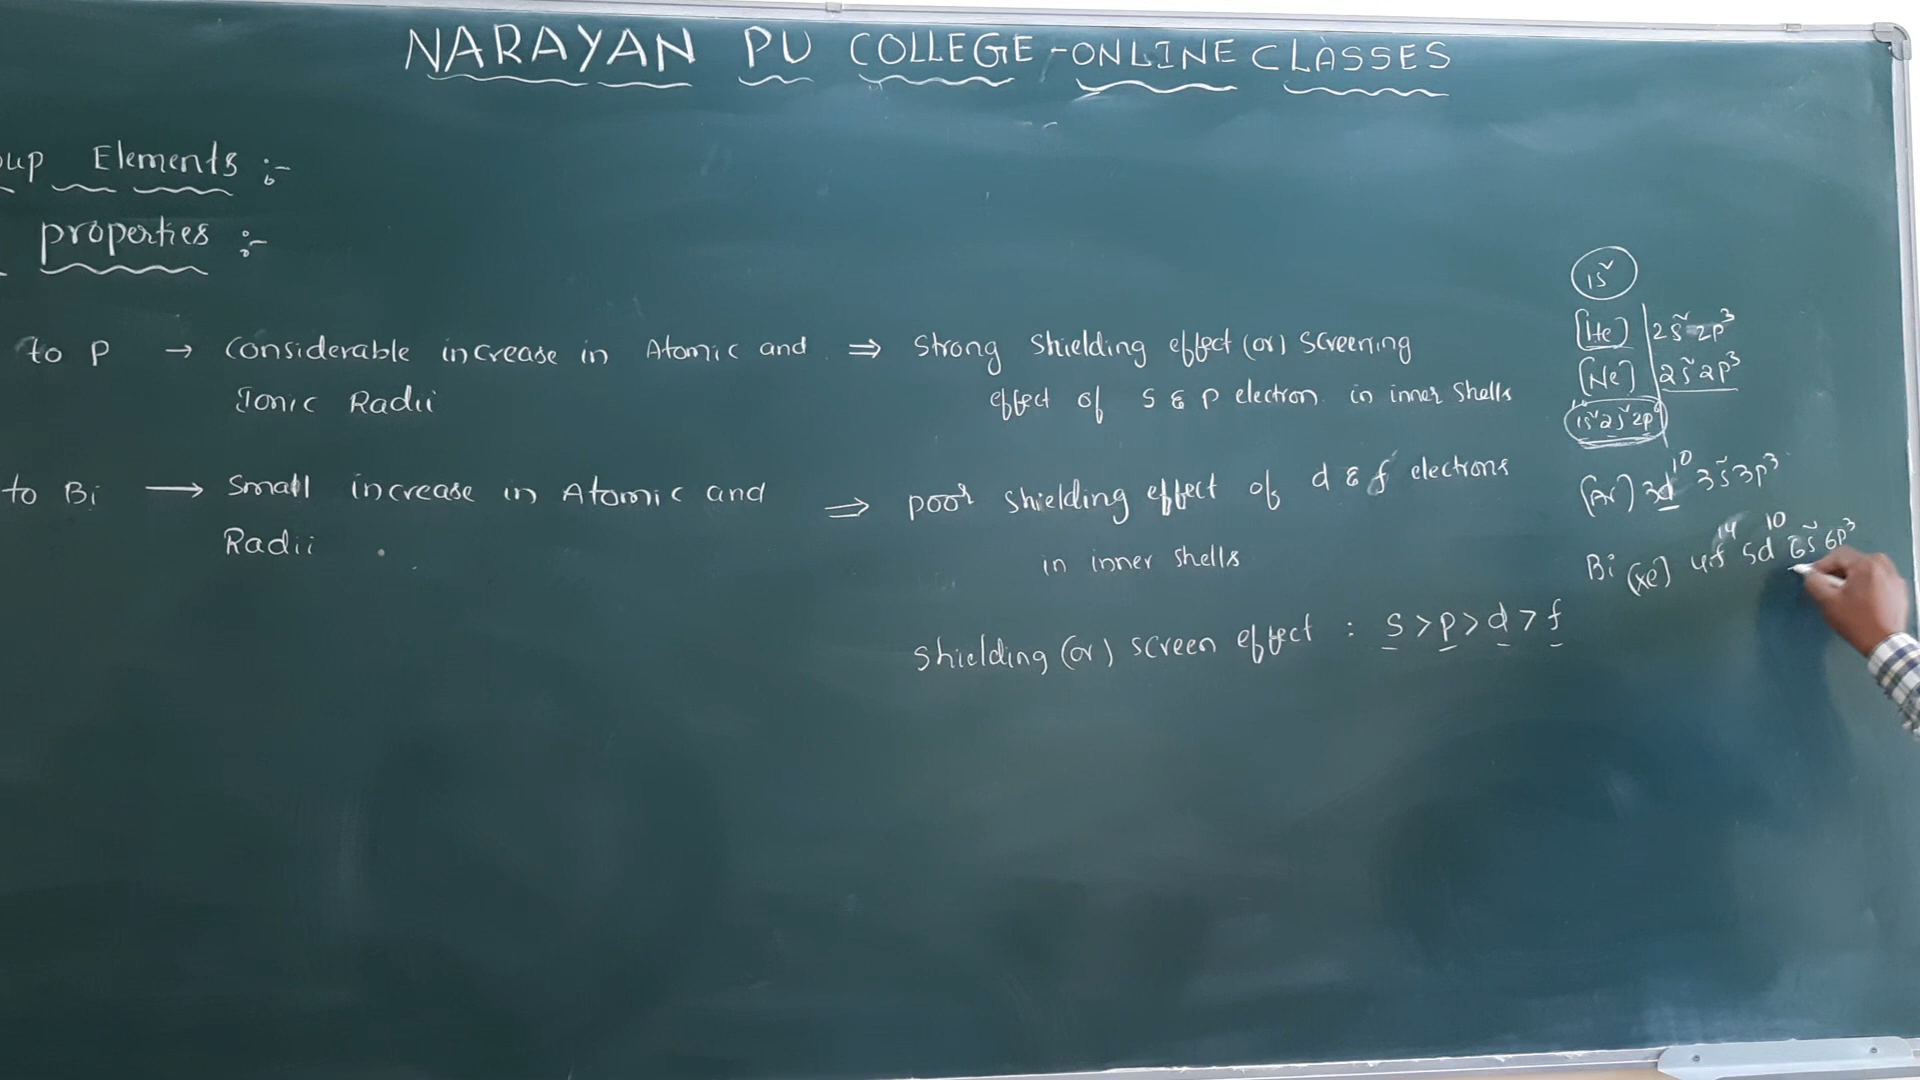 NARAYAN PU COLLEGE - ONLINE CLASSES
oup Elements :-
properties :-
to P → Considerable increase in Atomic and ⇒ Strong Shielding effect (or) Screening
Ionic Radii effect of S & P electron in inner Shells
to Bi → Small increase in Atomic and ⇒ poor shielding effect of d & f electrons
Radii . in inner shells
Shielding (or) screen effect : S > p > d > f
1s²
[He] 2s² 2p³
[Ne] 2s² 2p³
1s² 2s² 2p⁶
[Ar] 3d¹⁰ 3s² 3p³
Bi [Xe] 4f¹⁴ 5d¹⁰ 6s² 6p³